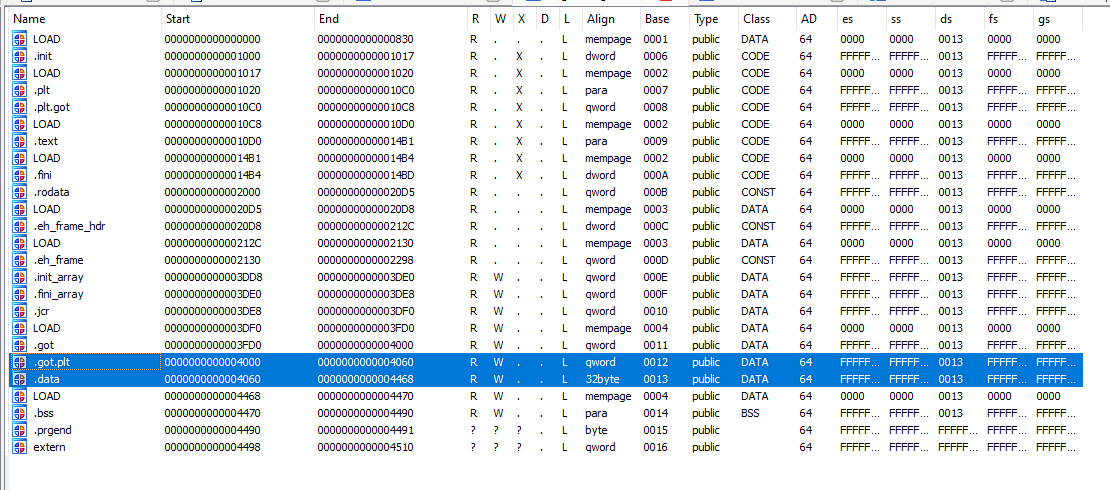 Name Start End R W X D L Align Base Type Class AD es ss ds fs gs
LOAD 0000000000000000 0000000000000830 R . . . L mempage 0001 public DATA 64 0000 0000 0013 0000 0000
.init 0000000000001000 0000000000001017 R . X . L dword 0006 public CODE 64 FFFFF... FFFFF... 0013 FFFFF... FFFFF...
LOAD 0000000000001017 0000000000001020 R . X . L mempage 0002 public CODE 64 0000 0000 0013 0000 0000
.plt 0000000000001020 00000000000010C0 R . X . L para 0007 public CODE 64 FFFFF... FFFFF... 0013 FFFFF... FFFFF...
.plt.got 00000000000010C0 00000000000010C8 R . X . L qword 0008 public CODE 64 FFFFF... FFFFF... 0013 FFFFF... FFFFF...
LOAD 00000000000010C8 00000000000010D0 R . X . L mempage 0002 public CODE 64 0000 0000 0013 0000 0000
.text 00000000000010D0 00000000000014B1 R . X . L para 0009 public CODE 64 FFFFF... FFFFF... 0013 FFFFF... FFFFF...
LOAD 00000000000014B1 00000000000014B4 R . X . L mempage 0002 public CODE 64 0000 0000 0013 0000 0000
.fini 00000000000014B4 00000000000014BD R . X . L dword 000A public CODE 64 FFFFF... FFFFF... 0013 FFFFF... FFFFF...
.rodata 0000000000002000 00000000000020D5 R . . . L qword 000B public CONST 64 FFFFF... FFFFF... 0013 FFFFF... FFFFF...
LOAD 00000000000020D5 00000000000020D8 R . . . L mempage 0003 public DATA 64 0000 0000 0013 0000 0000
.eh_frame_hdr 00000000000020D8 000000000000212C R . . . L dword 000C public CONST 64 FFFFF... FFFFF... 0013 FFFFF... FFFFF...
LOAD 000000000000212C 0000000000002130 R . . . L mempage 0003 public DATA 64 0000 0000 0013 0000 0000
.eh_frame 0000000000002130 0000000000002298 R . . . L qword 000D public CONST 64 FFFFF... FFFFF... 0013 FFFFF... FFFFF...
.init_array 0000000000003DD8 0000000000003DE0 R W . . L qword 000E public DATA 64 FFFFF... FFFFF... 0013 FFFFF... FFFFF...
.fini_array 0000000000003DE0 0000000000003DE8 R W . . L qword 000F public DATA 64 FFFFF... FFFFF... 0013 FFFFF... FFFFF...
.jcr 0000000000003DE8 0000000000003DF0 R W . . L qword 0010 public DATA 64 FFFFF... FFFFF... 0013 FFFFF... FFFFF...
LOAD 0000000000003DF0 0000000000003FD0 R W . . L mempage 0004 public DATA 64 0000 0000 0013 0000 0000
.got 0000000000003FD0 0000000000004000 R W . . L qword 0011 public DATA 64 FFFFF... FFFFF... 0013 FFFFF... FFFFF...
.got.plt 0000000000004000 0000000000004060 R W . . L qword 0012 public DATA 64 FFFFF... FFFFF... 0013 FFFFF... FFFFF...
.data 0000000000004060 0000000000004468 R W . . L 32byte 0013 public DATA 64 FFFFF... FFFFF... 0013 FFFFF... FFFFF...
LOAD 0000000000004468 0000000000004470 R W . . L mempage 0004 public DATA 64 0000 0000 0013 0000 0000
.bss 0000000000004470 0000000000004490 R W . . L para 0014 public BSS 64 FFFFF... FFFFF... 0013 FFFFF... FFFFF...
.prgend 0000000000004490 0000000000004491 ? ? ? . L byte 0015 public 64 FFFFF... FFFFF... FFFFF... FFFFF... FFFFF...
extern 0000000000004498 0000000000004510 ? ? ? . L qword 0016 public 64 FFFFF... FFFFF... FFFFF... FFFFF... FFFFF...